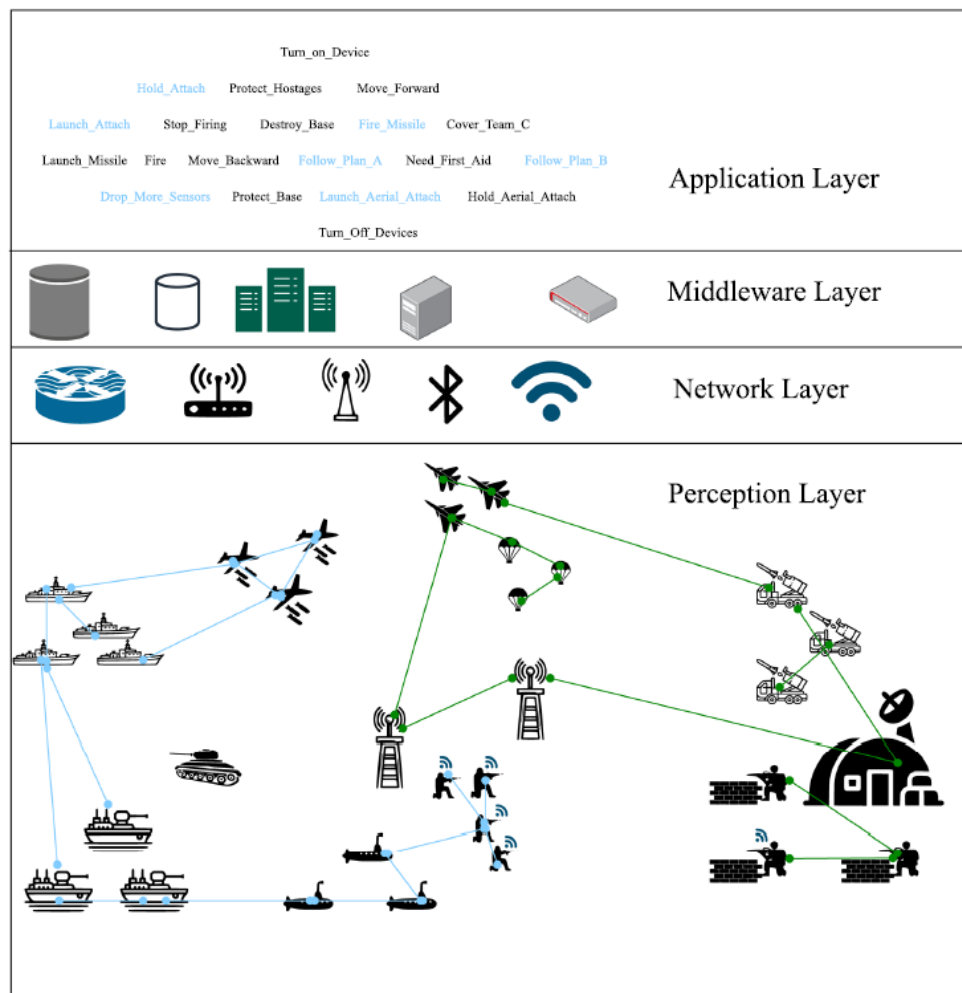 Turn_on_Device
Hold_Attach Protect_Hostages Move_Forward
Launch_Attach Stop_Firing Destroy_Base Fire_Missile Cover_Team_C
Launch_Missile Fire Move_Backward Follow_Plan_A Need_First_Aid Follow_Plan_B
Drop_More_Sensors Protect_Base Launch_Aerial_Attach Hold_Aerial_Attach
Turn_Off_Devices
Application Layer
Middleware Layer
Network Layer
Perception Layer